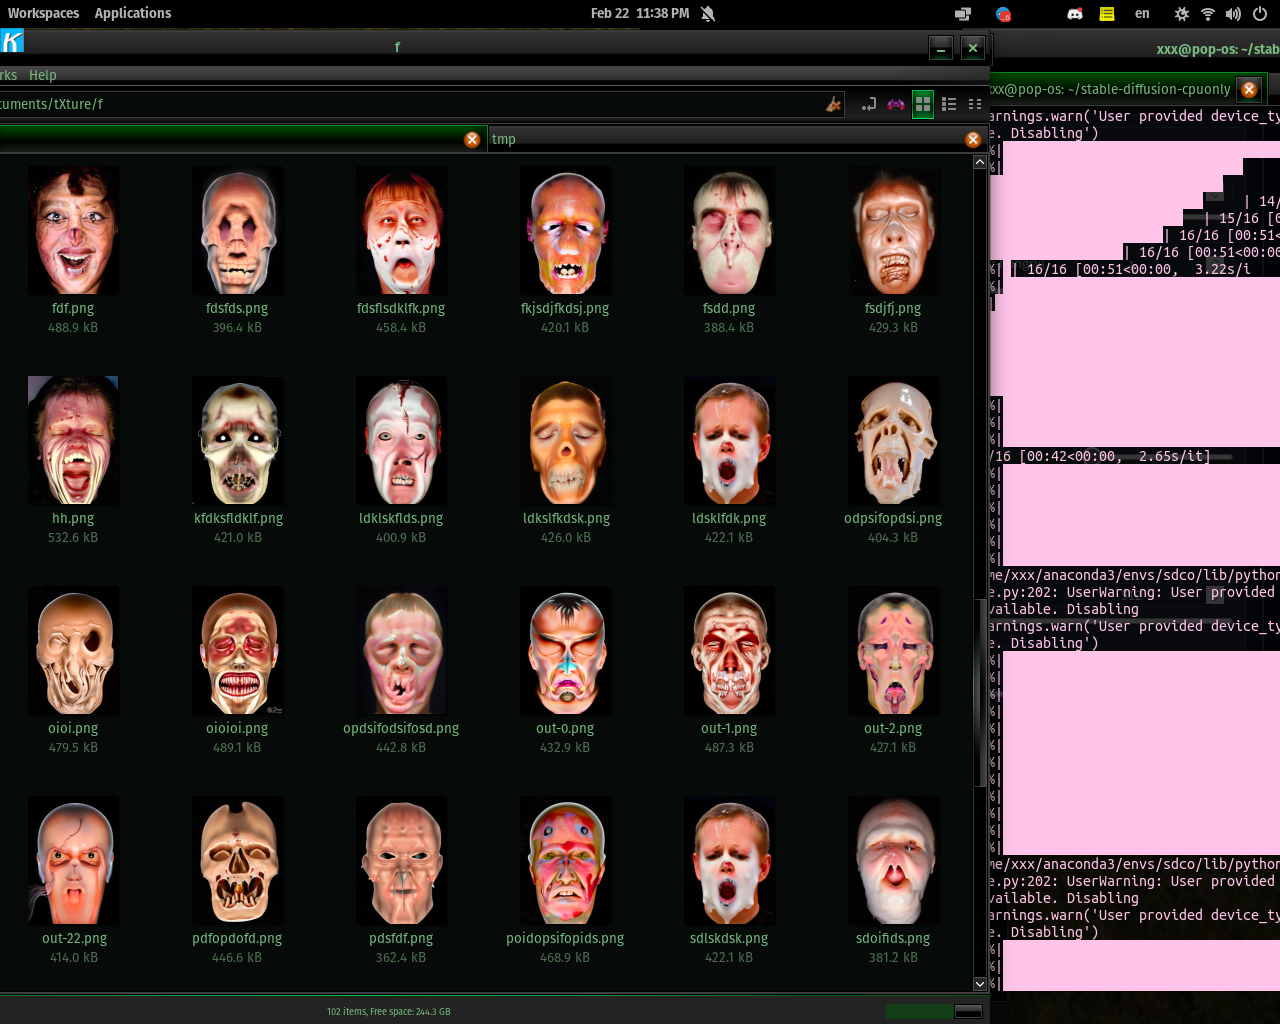 Workspaces Applications Feb 22 11:38 PM en
f
xxx@pop-os: ~/stab
rks Help
cuments/tXture/f
xxx@pop-os: ~/stable-diffusion-cpuonly
tmp
fdf.png fdsfds.png fdsflsdklfk.png fkjsdjfkdsj.png fsdd.png fsdjfj.png
488.9 kB 396.4 kB 458.4 kB 420.1 kB 388.4 kB 429.3 kB
hh.png kfdksfldklf.png ldklskflds.png ldkslfkdsk.png ldsklfdk.png odpsifopdsi.png
532.6 kB 421.0 kB 400.9 kB 426.0 kB 422.1 kB 404.3 kB
oioi.png oioioi.png opdsifodsifosd.png out-0.png out-1.png out-2.png
479.5 kB 489.1 kB 442.8 kB 432.9 kB 487.3 kB 427.1 kB
out-22.png pdfopdofd.png pdsfdf.png poidopsifopids.png sdlskdsk.png sdoifids.png
414.0 kB 446.6 kB 362.4 kB 468.9 kB 422.1 kB 381.2 kB
102 items, Free space: 244.3 GB
arnings.warn('User provided device_ty
e. Disabling')
%|
%|
| 14/
| 15/16 [0
| 16/16 [00:51<
| 16/16 [00:51<00:00
%| | 16/16 [00:51<00:00, 3.22s/i
%|
|
%|
%|
%|
/16 [00:42<00:00, 2.65s/it]
%|
%|
%|
%|
%|
%|
me/xxx/anaconda3/envs/sdco/lib/python
e.py:202: UserWarning: User provided
vailable. Disabling
arnings.warn('User provided device_ty
e. Disabling')
%|
%|
%|
%|
%|
%|
%|
%|
%|
%|
%|
%|
me/xxx/anaconda3/envs/sdco/lib/python
e.py:202: UserWarning: User provided
vailable. Disabling
arnings.warn('User provided device_ty
e. Disabling')
%|
%|
%|